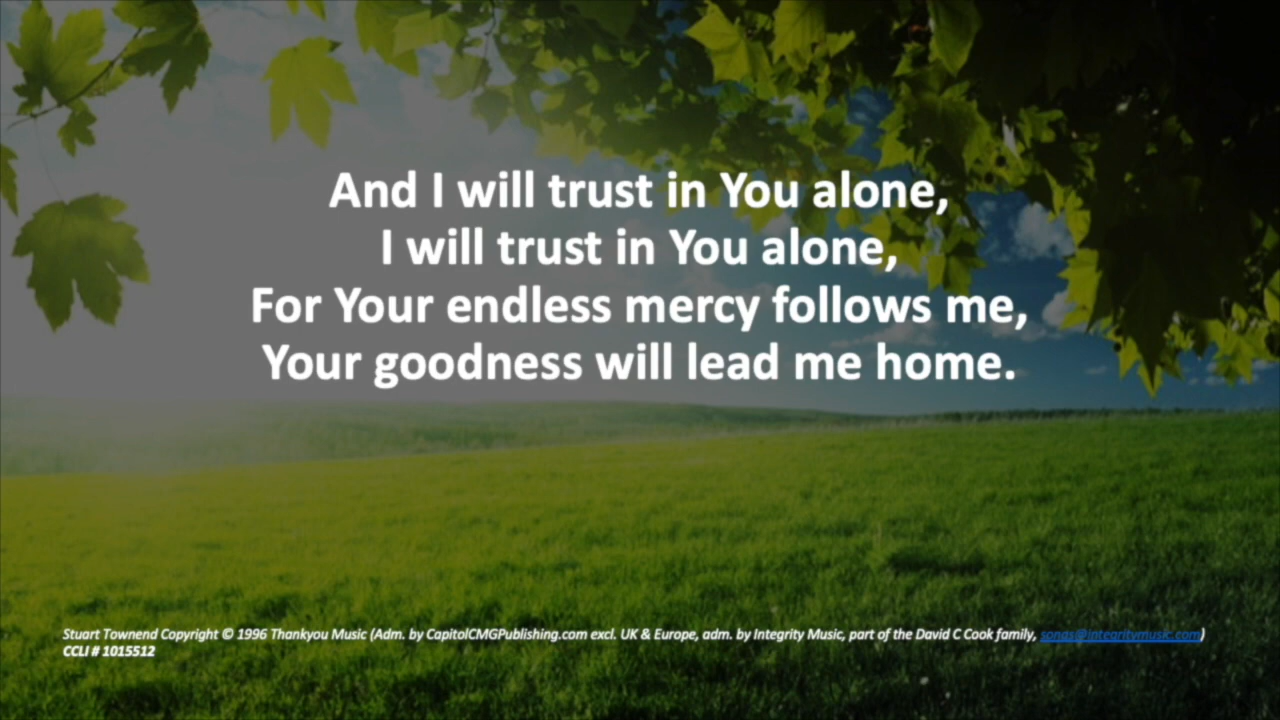 And I will trust in You alone,
I will trust in You alone,
For Your endless mercy follows me,
Your goodness will lead me home.
Stuart Townend Copyright © 1996 Thankyou Music (Adm. by CapitolCMGPublishing.com excl. UK & Europe, adm. by Integrity Music, part of the David C Cook family, songs@integritymusic.com)
CCLI # 1015512